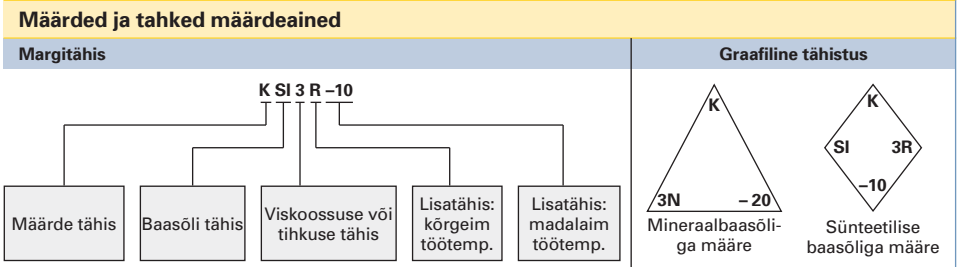 Määrded ja tahked määrdeained
Margitähis
Graafiline tähistus
K SI 3 R –10
Määrde tähis
Baasõli tähis
Viskoossuse või
tihkuse tähis
Lisatähis:
kõrgeim
töötemp.
Lisatähis:
madalaim
töötemp.
K
3N – 20
Mineraalbaasõli-
ga määre
K
SI 3R
–10
Sünteetilise
baasõliga määre